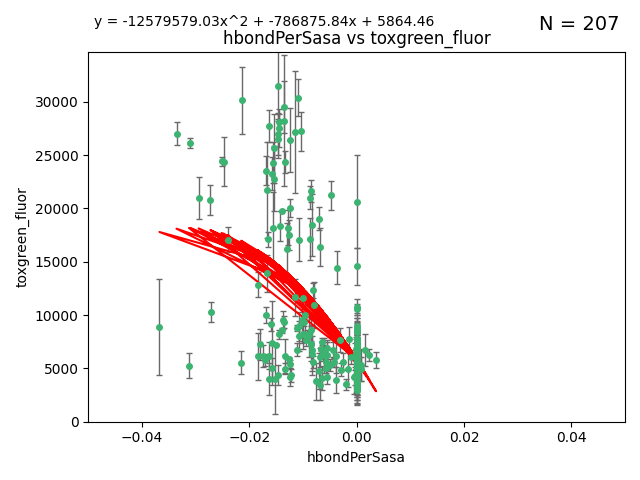 y = -12579579.03x^2 + -786875.84x + 5864.46
N = 207
hbondPerSasa vs toxgreen_fluor
toxgreen_fluor
30000
25000
20000
15000
10000
5000
0
−0.04
−0.02
0.00
0.02
0.04
hbondPerSasa